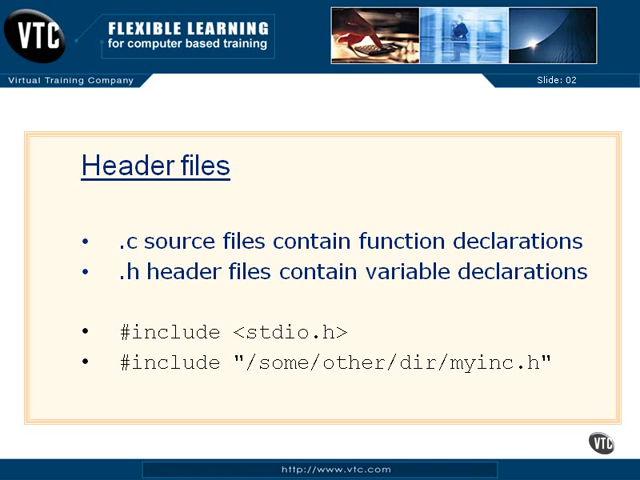 VTC
FLEXIBLE LEARNING
for computer based training
Virtual Training Company
Slide: 02
Header files
• .c source files contain function declarations
• .h header files contain variable declarations
• #include <stdio.h>
• #include "/some/other/dir/myinc.h"
VTC
http://www.vtc.com